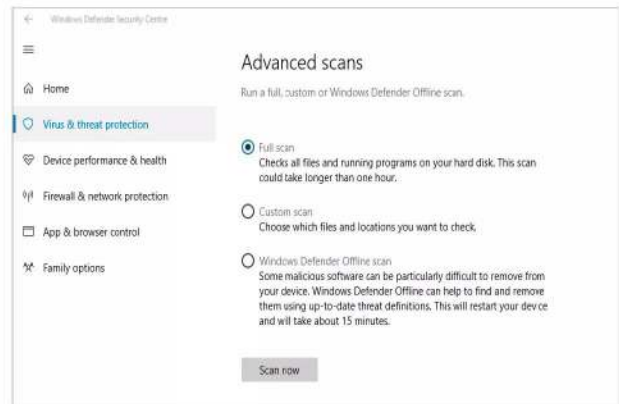 Windows Defender Security Centre
Home
Virus & threat protection
Device performance & health
Firewall & network protection
App & browser control
Family options
Advanced scans
Run a full, custom or Windows Defender Offline scan.
Full scan
Checks all files and running programs on your hard disk. This scan
could take longer than one hour.
Custom scan
Choose which files and locations you want to check.
Windows Defender Offline scan
Some malicious software can be particularly difficult to remove from
your device. Windows Defender Offline can help to find and remove
them using up-to-date threat definitions. This will restart your device
and will take about 15 minutes.
Scan now